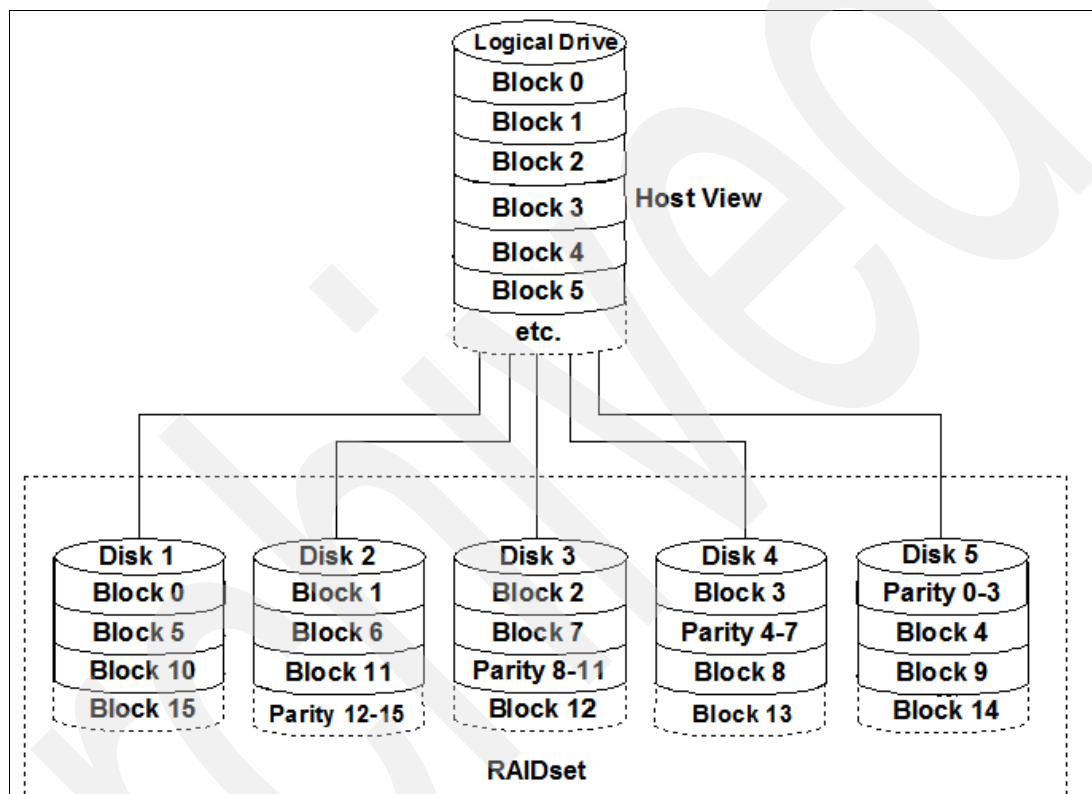 Logical Drive
Block 0
Block 1
Block 2
Block 3
Block 4
Block 5
etc.
Host View
Disk 1
Block 0
Block 5
Block 10
Block 15
Disk 2
Block 1
Block 6
Block 11
Parity 12-15
Disk 3
Block 2
Block 7
Parity 8-11
Block 12
Disk 4
Block 3
Parity 4-7
Block 8
Block 13
Disk 5
Parity 0-3
Block 4
Block 9
Block 14
RAIDset
hived